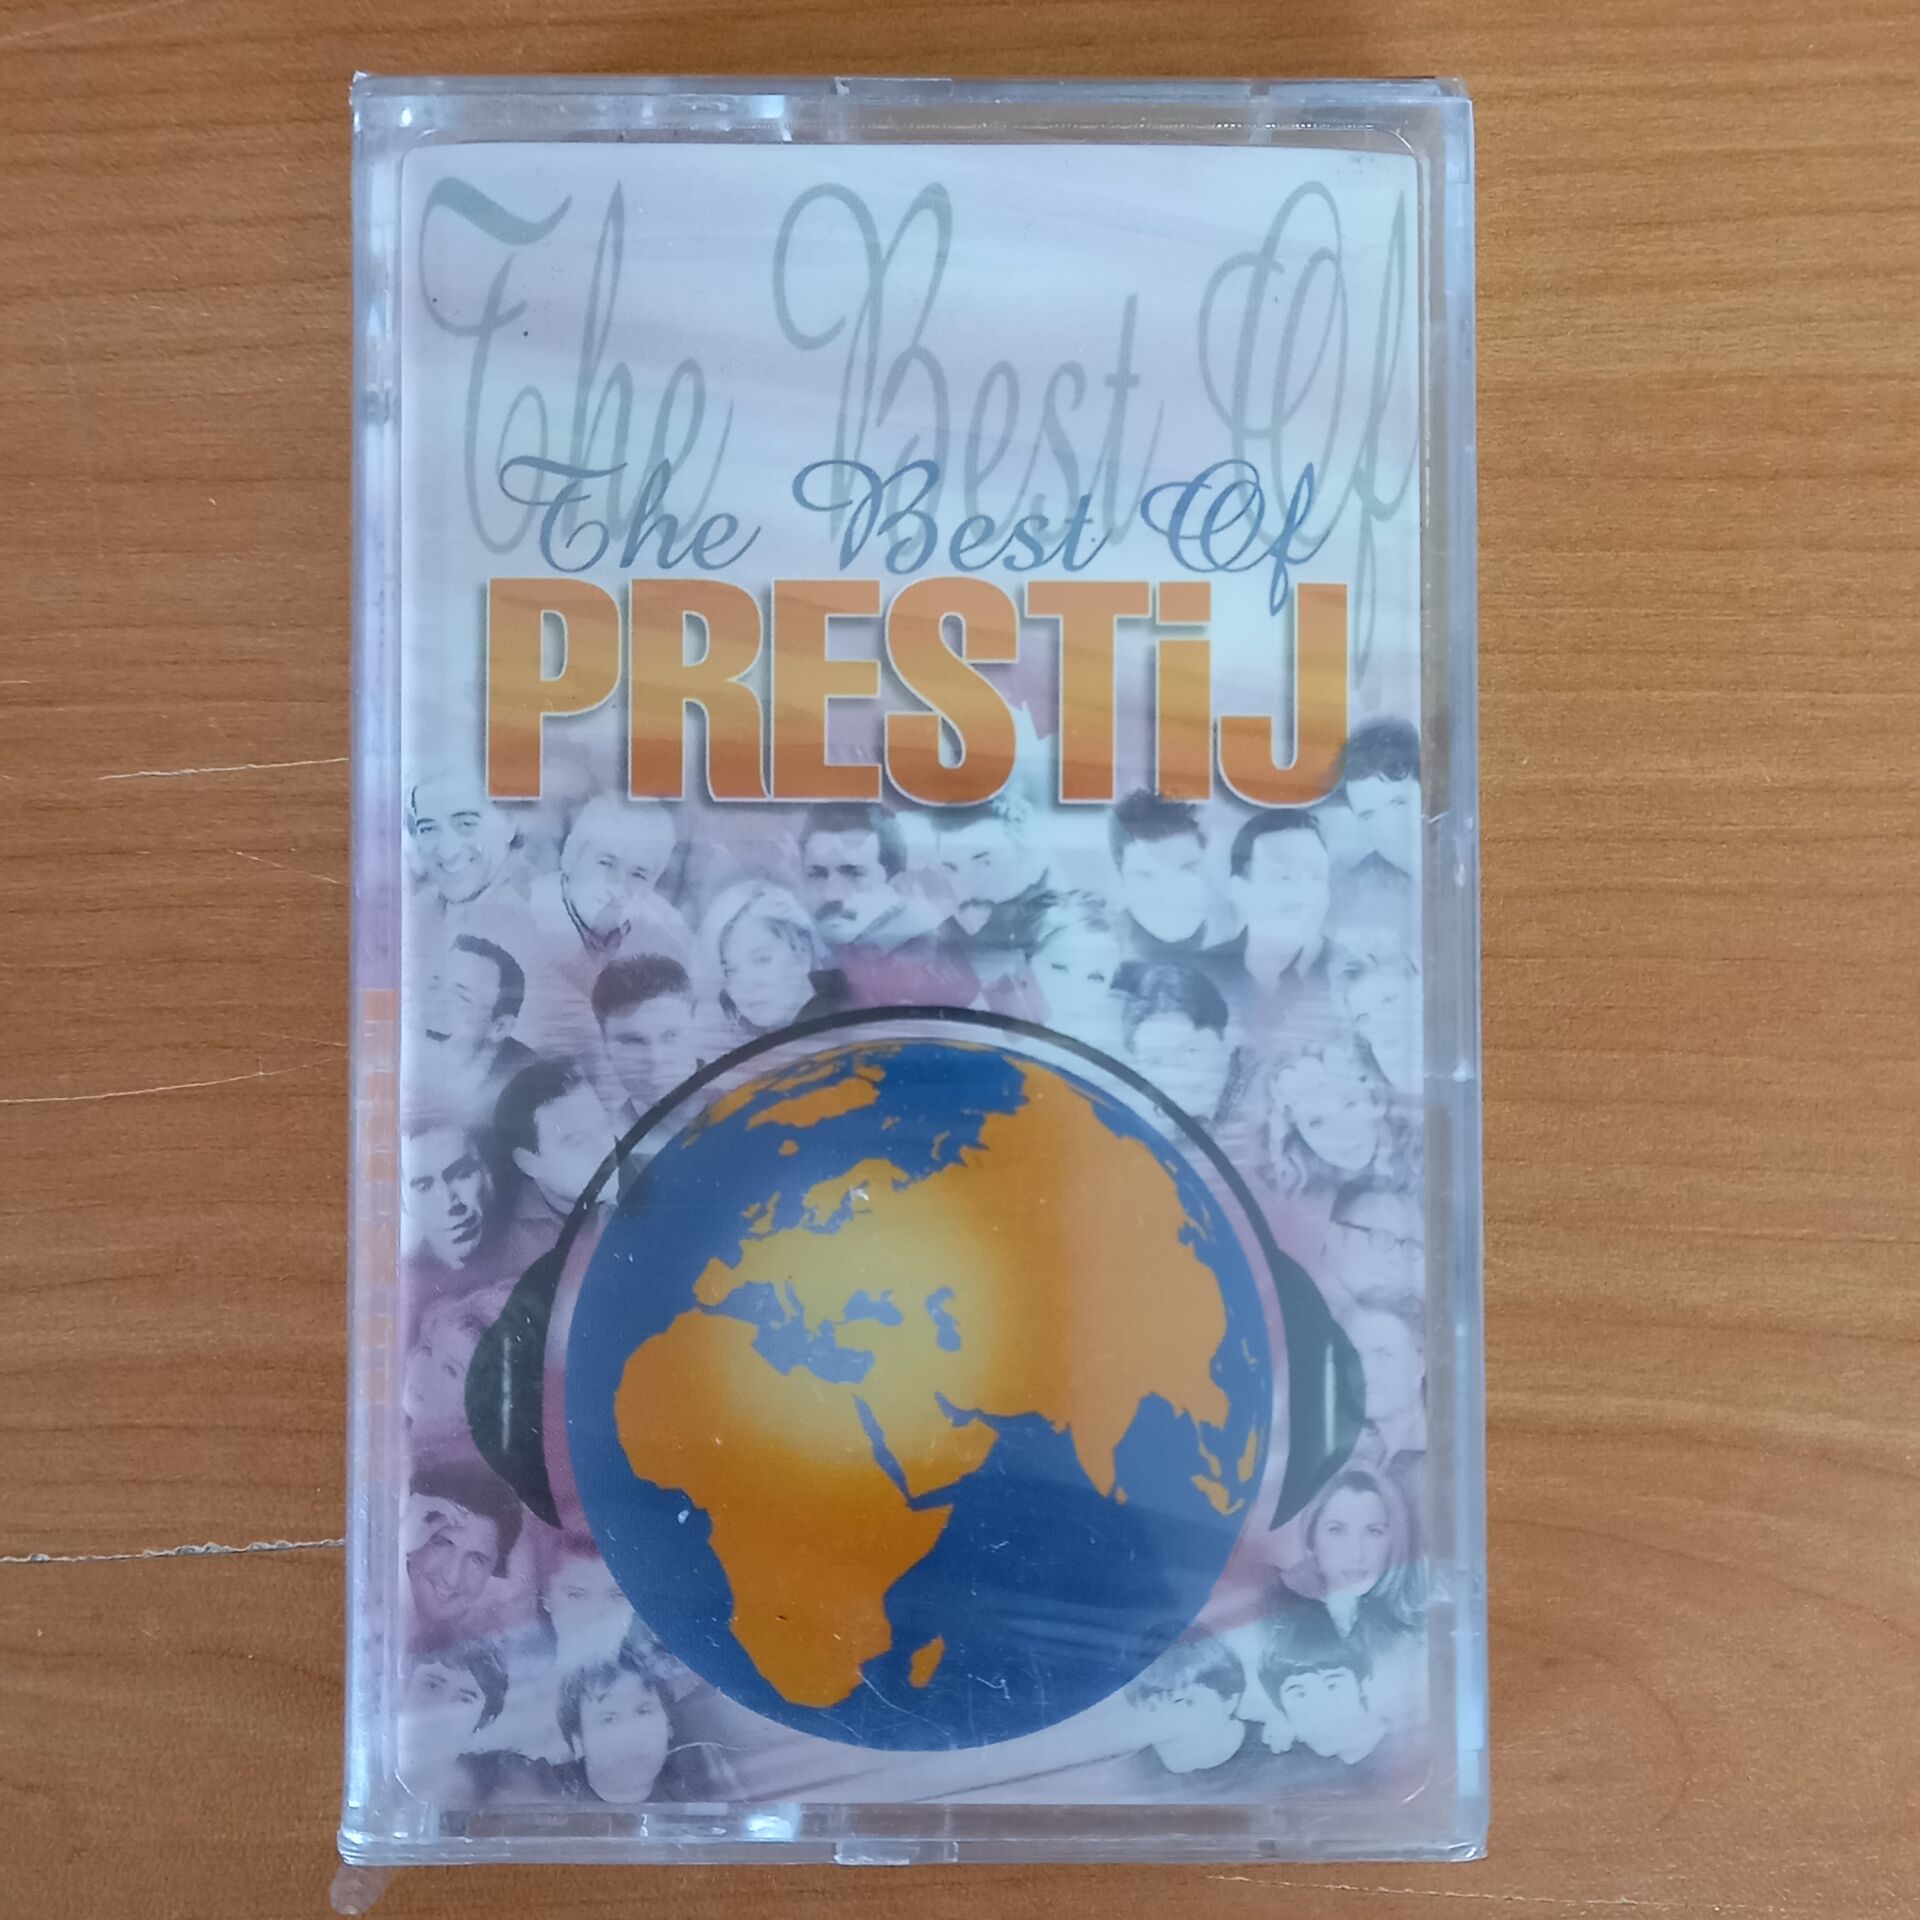 The Best Of
The Best Of
PRESTiJ